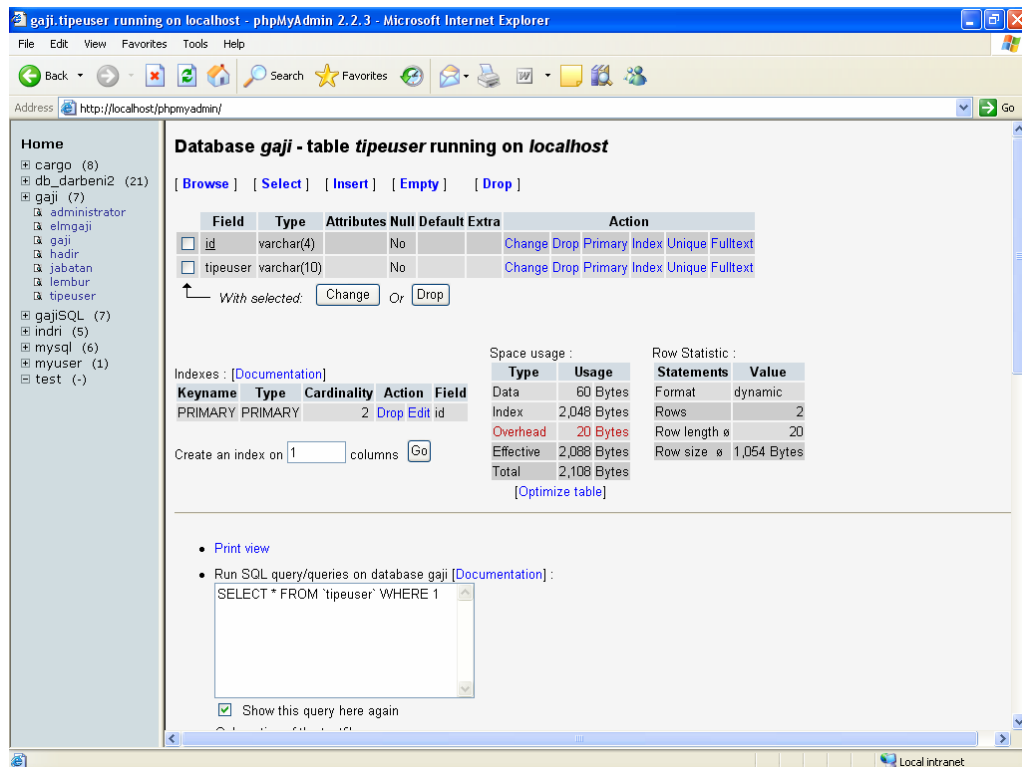 gaji.tipeuser running on localhost - phpMyAdmin 2.2.3 - Microsoft Internet Explorer
File Edit View Favorites Tools Help
Back Search Favorites
Address http://localhost/phpmyadmin/ Go
Home
cargo (8)
db_darbeni2 (21)
gaji (7)
administrator
elmgaji
gaji
hadir
jabatan
lembur
tipeuser
gajiSQL (7)
indri (5)
mysql (6)
myuser (1)
test (-)
Database gaji - table tipeuser running on localhost
[ Browse ] [ Select ] [ Insert ] [ Empty ] [ Drop ]
Field Type Attributes Null Default Extra Action
id varchar(4) No Change Drop Primary Index Unique Fulltext
tipeuser varchar(10) No Change Drop Primary Index Unique Fulltext
With selected: Change Or Drop
Indexes : [Documentation]
Keyname Type Cardinality Action Field
PRIMARY PRIMARY 2 Drop Edit id
Create an index on 1 columns Go
Space usage :
Type Usage
Data 60 Bytes
Index 2,048 Bytes
Overhead 20 Bytes
Effective 2,088 Bytes
Total 2,108 Bytes
[Optimize table]
Row Statistic :
Statements Value
Format dynamic
Rows 2
Row length ø 20
Row size ø 1,054 Bytes
Print view
Run SQL query/queries on database gaji [Documentation] :
SELECT * FROM `tipeuser` WHERE 1
Show this query here again
Local intranet